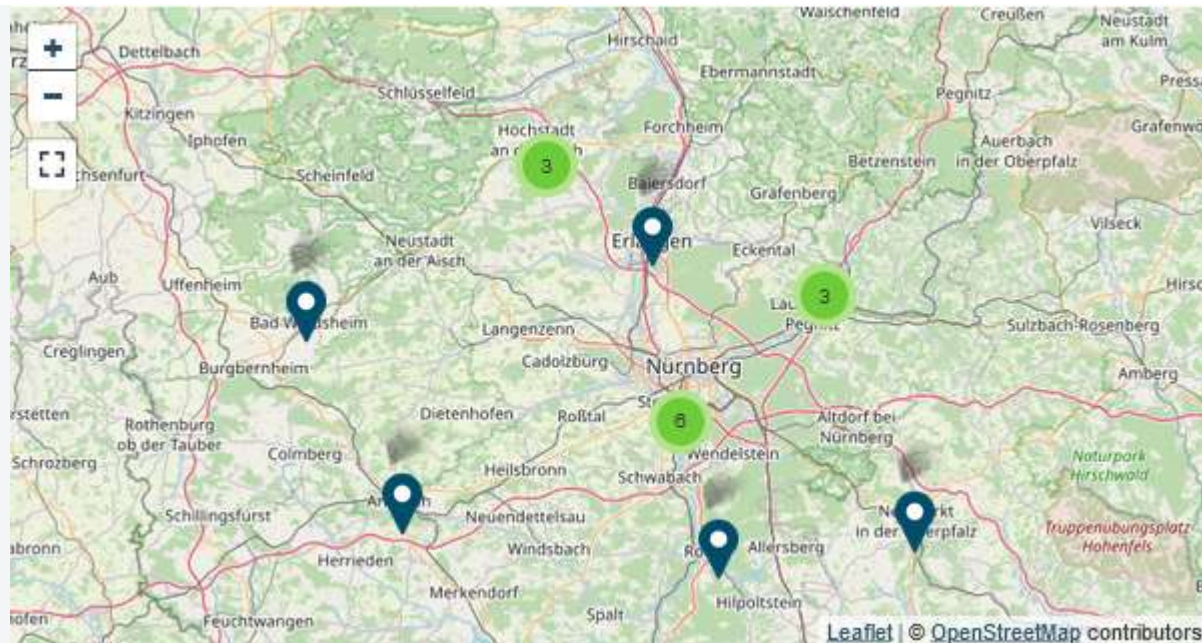 Waischenfeld
Creußen
Neustadt
am Kulm
Dettelbach
Hirschaid
Ebermannstadt
Schlüsselfeld
Pegnitz
Kitzingen
Iphofen
Höchstadt
Forchheim
Auerbach
in der Oberpfalz
Betzenstein
Scheinfeld
3
Baiersdorf
Gräfenberg
Vilseck
Neustadt
an der Aisch
Eckental
Aub
Uffenheim
3
Langenzenn
Sulzbach-Rosenberg
Creglingen
Burgbernheim
Cadolzburg
Nürnberg
Amberg
Dietenhofen
Roßtal
6
Altdorf bei
Nürnberg
Rothenburg
ob der Tauber
Colmberg
Wendelstein
Naturpark
Hirschwald
Schrozberg
Heilsbronn
Schwabach
Schillingsfürst
Neuendettelsau
Windsbach
Allersberg
Truppenübungsplatz
Hohenfels
Herrieden
Merkendorf
Hilpoltstein
Feuchtwangen
Spalt
Leaflet | © OpenStreetMap contributors